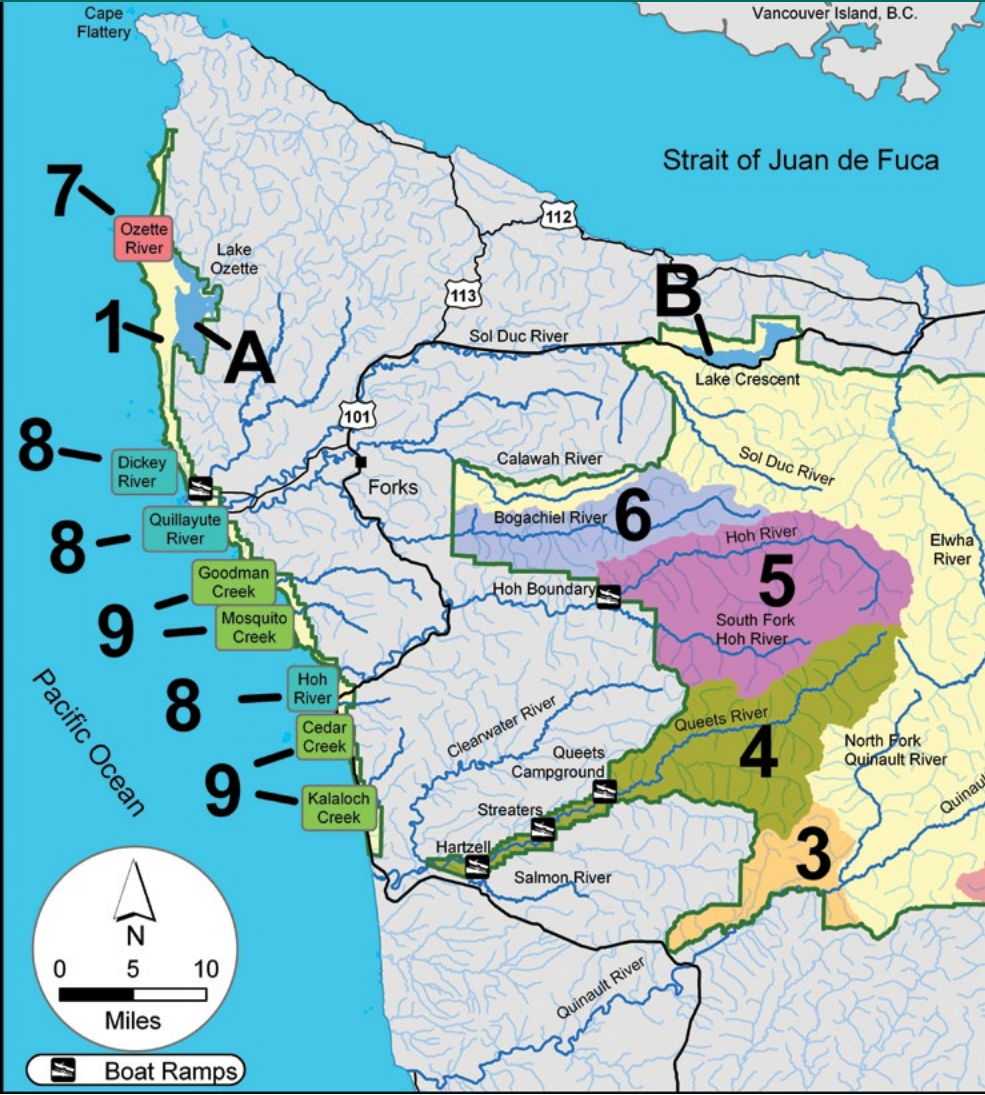 Cape
Flattery
Vancouver Island, B.C.
Strait of Juan de Fuca
7
Ozette
River
Lake
Ozette
112
113
B
1
A
Sol Duc River
Lake Crescent
101
8
Dickey
River
Calawah River
Sol Duc River
Forks
8
Quillayute
River
Bogachiel River
6
Hoh River
Elwha
River
Goodman
Creek
Hoh Boundary
5
9
Mosquito
Creek
South Fork
Hoh River
Pacific Ocean
8
Hoh
River
Clearwater River
Queets River
Cedar
Creek
4
North Fork
Quinault River
Queets
Campground
9
Kalaloch
Creek
Streaters
Quinau
Hartzell
3
Salmon River
N
0 5 10
Miles
Quinault River
Boat Ramps